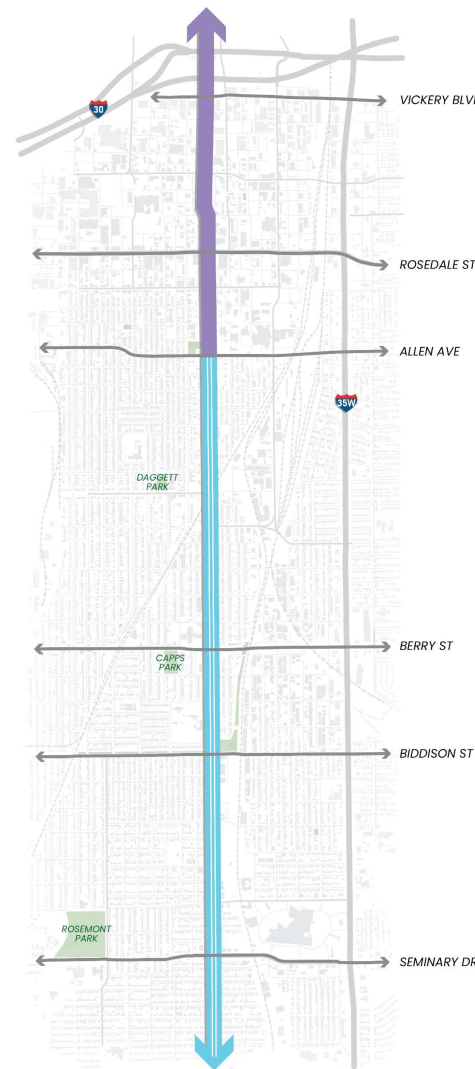 VICKERY BLV
30
ROSEDALE ST
ALLEN AVE
35W
DAGGETT
PARK
BERRY ST
CAPPS
PARK
BIDDISON ST
ROSEMONT
PARK
SEMINARY DR